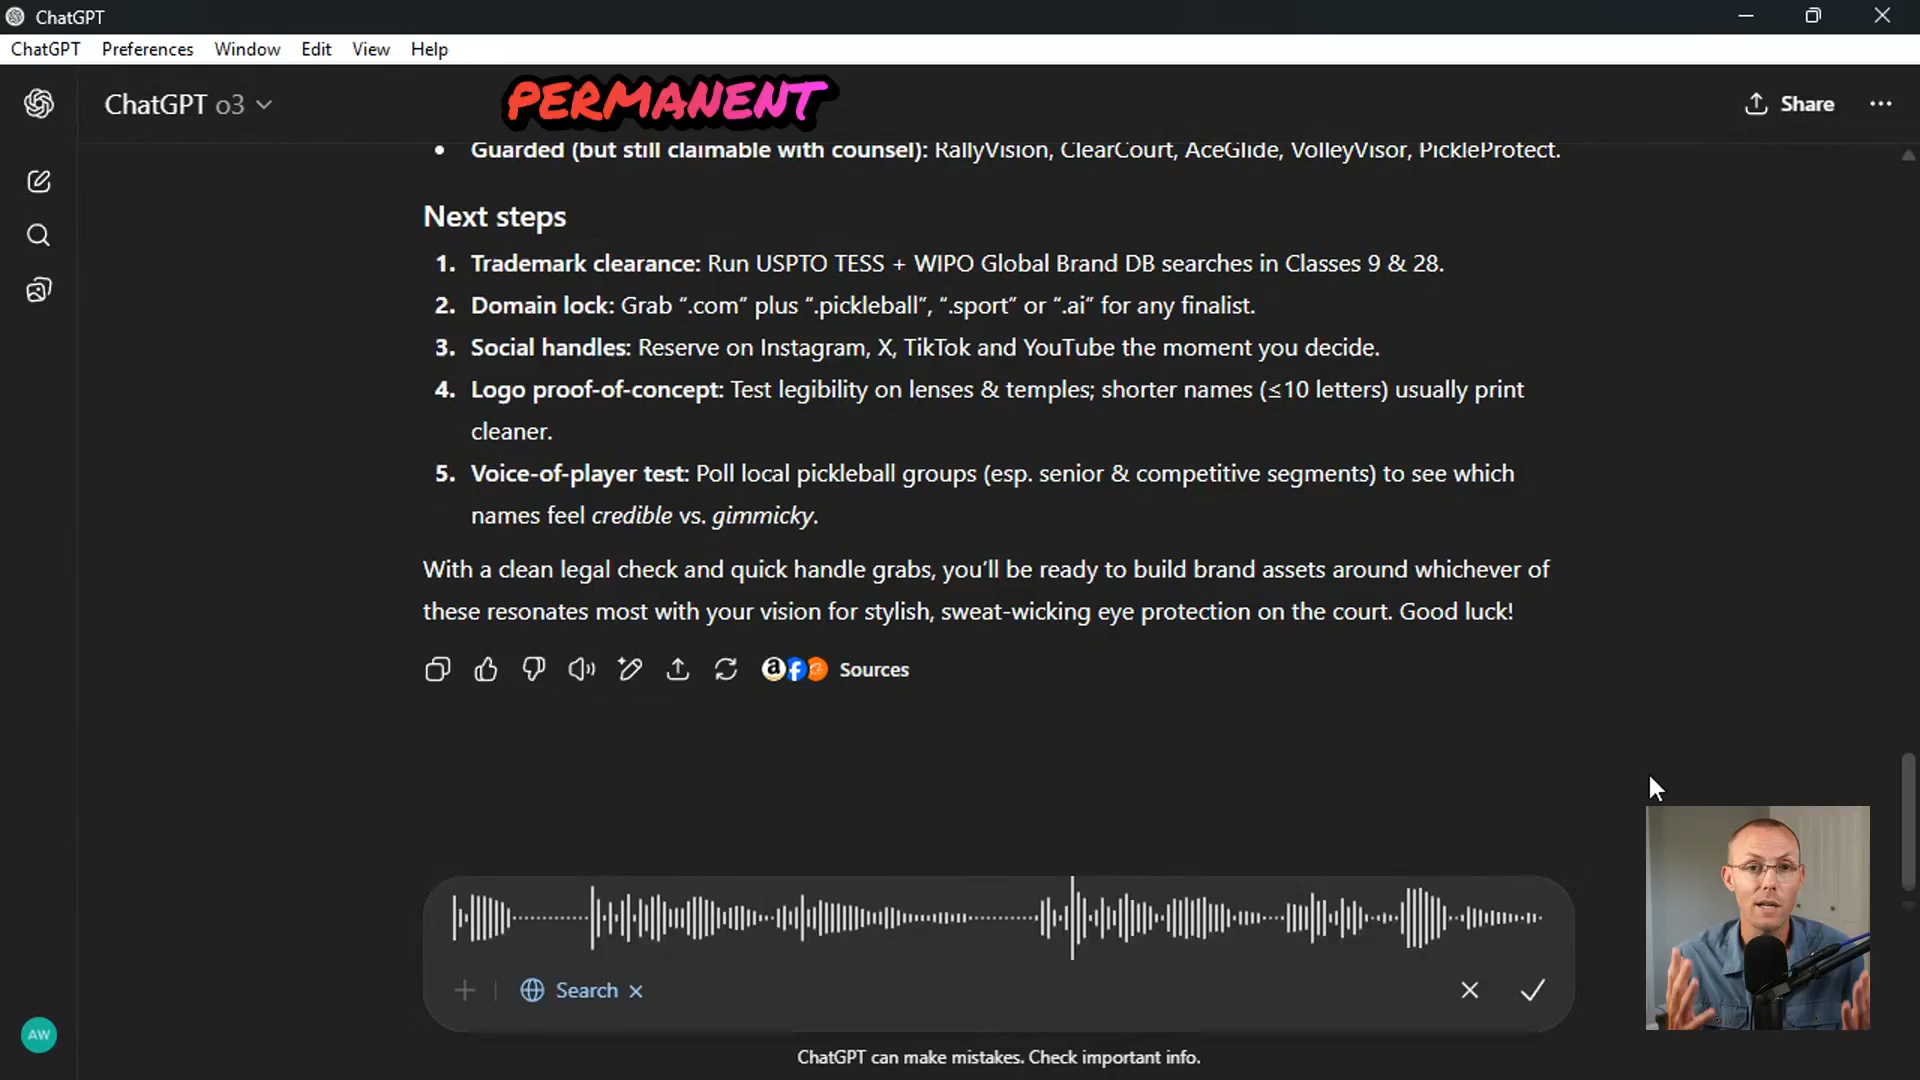 ChatGPT
ChatGPT Preferences Window Edit View Help
ChatGPT o3
PERMANENT
Share
• Guarded (but still claimable with counsel): RallyVision, ClearCourt, AceGlide, VolleyVisor, PickleProtect.
Next steps
1. Trademark clearance: Run USPTO TESS + WIPO Global Brand DB searches in Classes 9 & 28.
2. Domain lock: Grab “.com” plus “.pickleball”, “.sport” or “.ai” for any finalist.
3. Social handles: Reserve on Instagram, X, TikTok and YouTube the moment you decide.
4. Logo proof-of-concept: Test legibility on lenses & temples; shorter names (≤10 letters) usually print
cleaner.
5. Voice-of-player test: Poll local pickleball groups (esp. senior & competitive segments) to see which
names feel credible vs. gimmicky.
With a clean legal check and quick handle grabs, you’ll be ready to build brand assets around whichever of
these resonates most with your vision for stylish, sweat-wicking eye protection on the court. Good luck!
Sources
Search
AW
ChatGPT can make mistakes. Check important info.